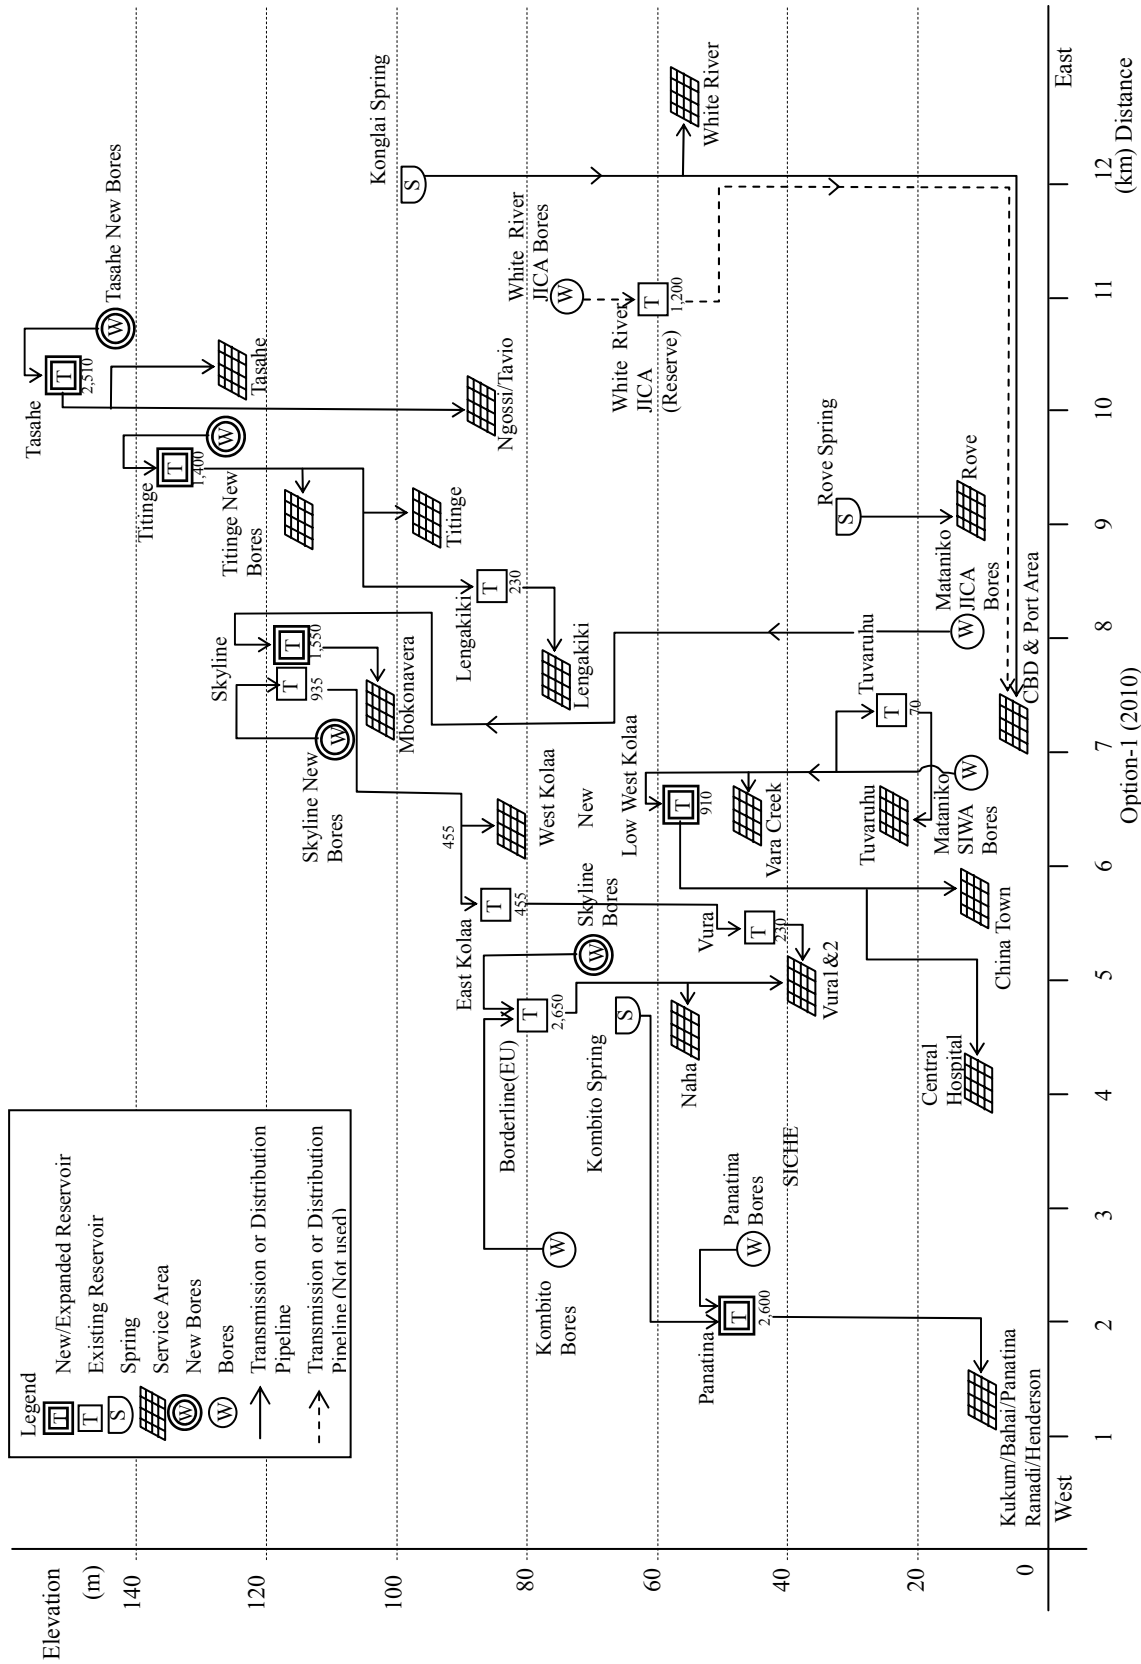 Elevation
(m)
140
120
100
80
60
40
20
0
Legend
New/Expanded Reservoir
Existing Reservoir
Spring
Service Area
New Bores
Bores
Transmission or Distribution
Pipeline
Transmission or Distribution
Pipeline (Not used)
T
T
S
W
W
Tasahe
T
2,510
W
Tasahe New Bores
Tasahe
Ngossi/Tavio
Titinge
T
1,400
W
Titinge New
Bores
Titinge
Lengakiki
T
230
Lengakiki
Skyline
T
1,550
T
935
Mbokonavera
W
Skyline New
Bores
455
West Kolaa
East Kolaa
T
455
Vura
T
230
Vura1&2
Skyline New
Bores
W
Borderline(EU)
T
2,650
Naha
Kombito
Bores
W
Kombito Spring
S
SICHE
Panatina
Bores
W
Panatina
T
2,600
Kukum/Bahai/Panatina
Ranadi/Henderson
Low West Kolaa
T
910
Vara Creek
Tuvaruhu
T
70
Tuvaruhu
Mataniko
SIWA
Bores
W
China Town
Central
Hospital
Mataniko
JICA
Bores
W
CBD & Port Area
Rove Spring
S
Rove
White River
JICA Bores
W
White River
JICA
(Reserve)
T
1,200
Konglai Spring
S
White River
West
East
1
2
3
4
5
6
7
8
9
10
11
12
(km) Distance
Option-1 (2010)